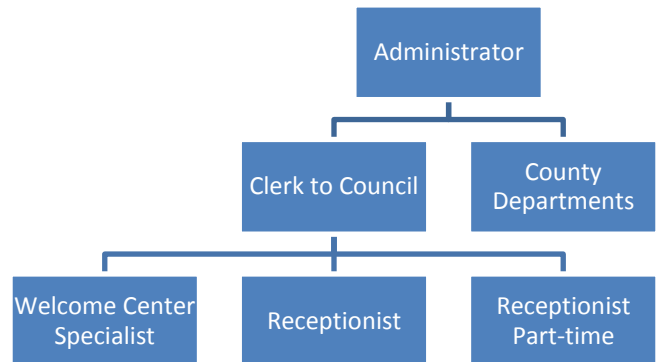 Administrator
Clerk to Council
County
Departments
Welcome Center
Specialist
Receptionist
Receptionist
Part-time